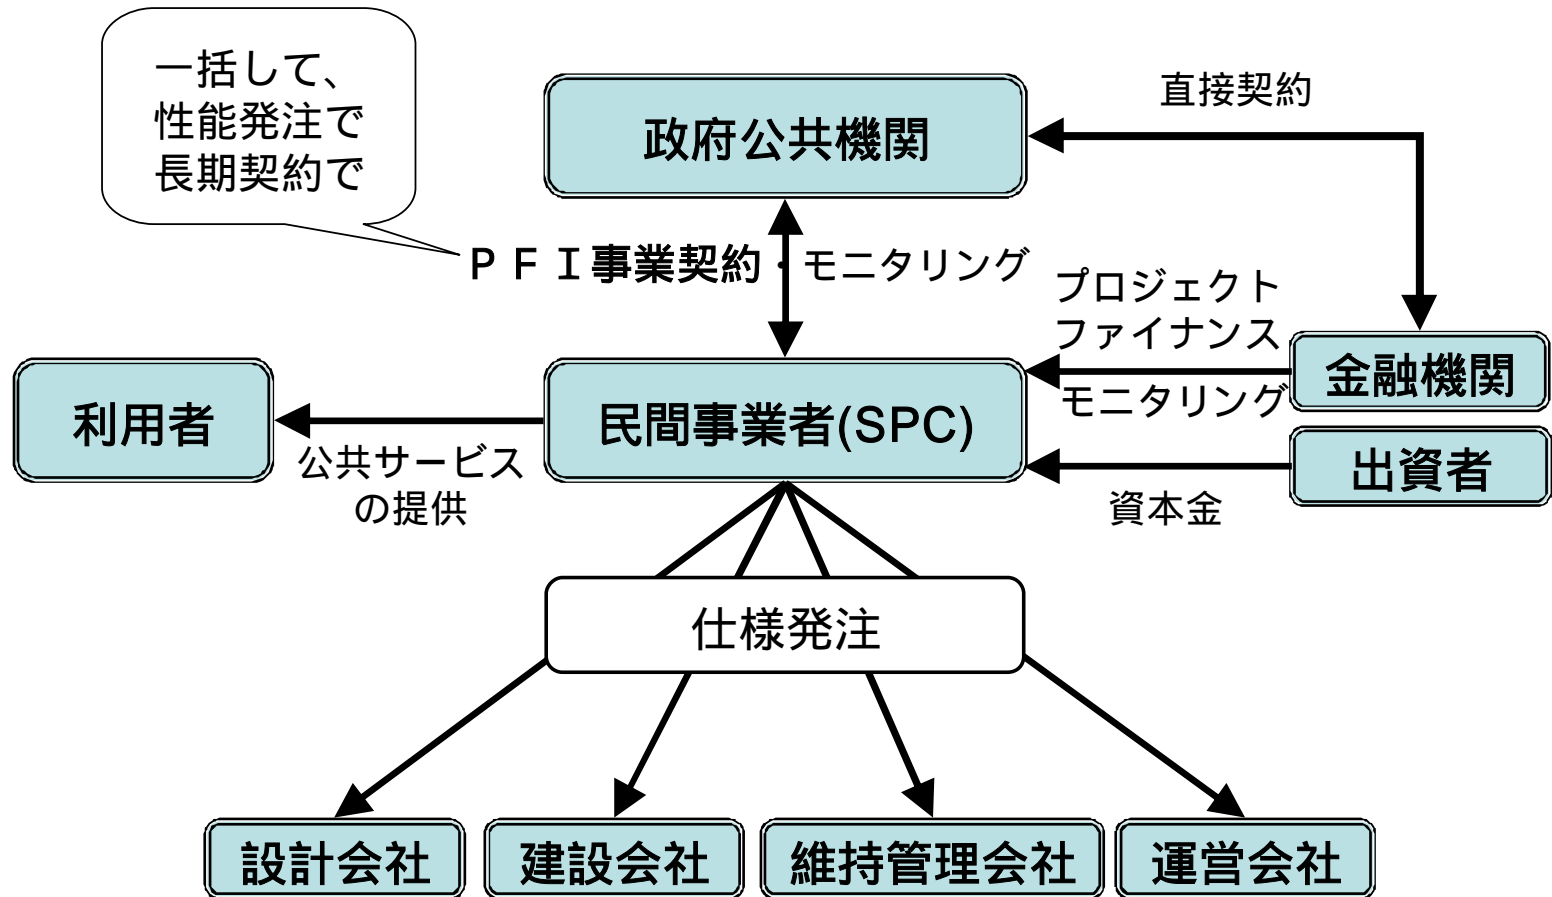 一括して、
性能発注で
長期契約で
政府公共機関
直接契約
ＰＦＩ事業契約・モニタリング
プロジェクト
ファイナンス
モニタリング
金融機関
利用者
民間事業者(SPC)
公共サービス
の提供
出資者
資本金
仕様発注
設計会社
建設会社
維持管理会社
運営会社